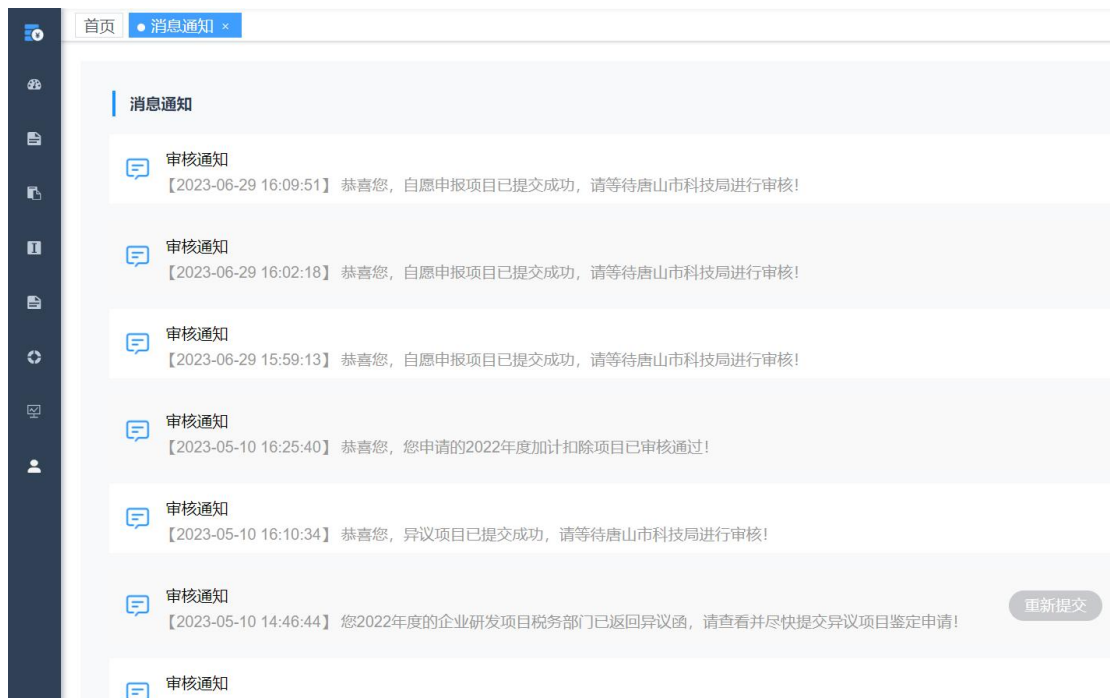 首页
消息通知 ×
消息通知
审核通知
【2023-06-29 16:09:51】 恭喜您，自愿申报项目已提交成功，请等待唐山市科技局进行审核！
审核通知
【2023-06-29 16:02:18】 恭喜您，自愿申报项目已提交成功，请等待唐山市科技局进行审核！
审核通知
【2023-06-29 15:59:13】 恭喜您，自愿申报项目已提交成功，请等待唐山市科技局进行审核！
审核通知
【2023-05-10 16:25:40】 恭喜您，您申请的2022年度加计扣除项目已审核通过！
审核通知
【2023-05-10 16:10:34】 恭喜您，异议项目已提交成功，请等待唐山市科技局进行审核！
审核通知
【2023-05-10 14:46:44】 您2022年度的企业研发项目税务部门已返回异议函，请查看并尽快提交异议项目鉴定申请！
重新提交
审核通知